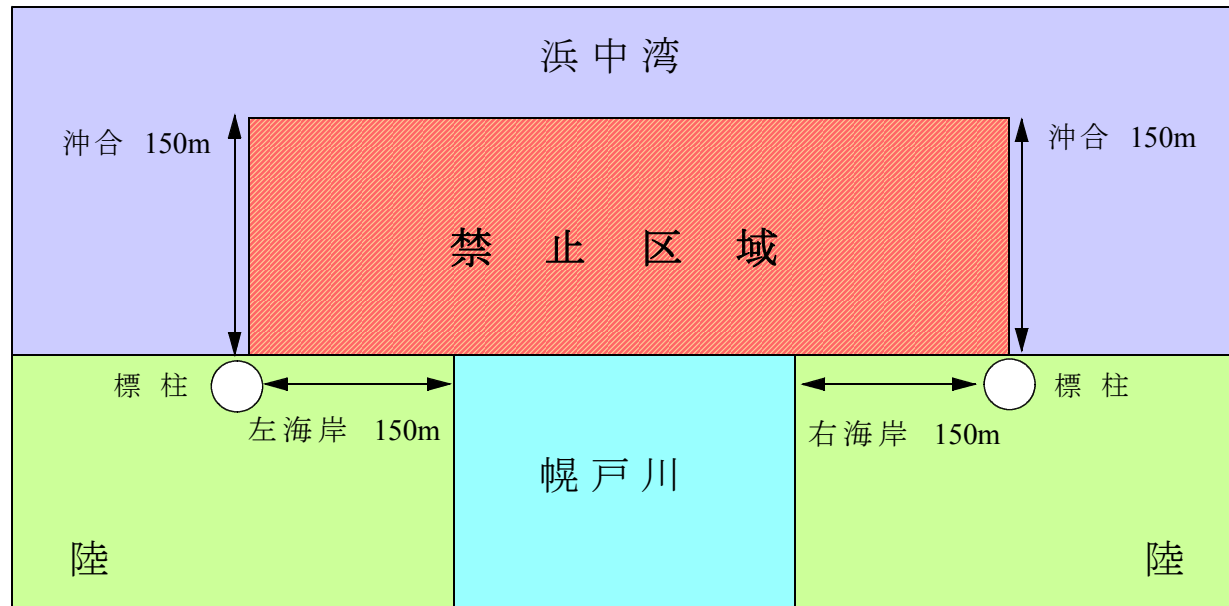 浜中湾
沖合 150m
沖合 150m
禁止区域
標柱
標柱
左海岸 150m
右海岸 150m
幌戸川
陸
陸